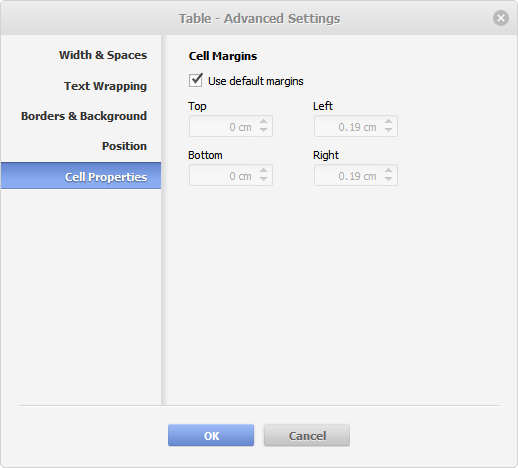 Table - Advanced Settings
Width & Spaces
Text Wrapping
Borders & Background
Position
Cell Properties
Cell Margins
Use default margins
Top Left
0 cm 0.19 cm
Bottom Right
0 cm 0.19 cm
OK Cancel